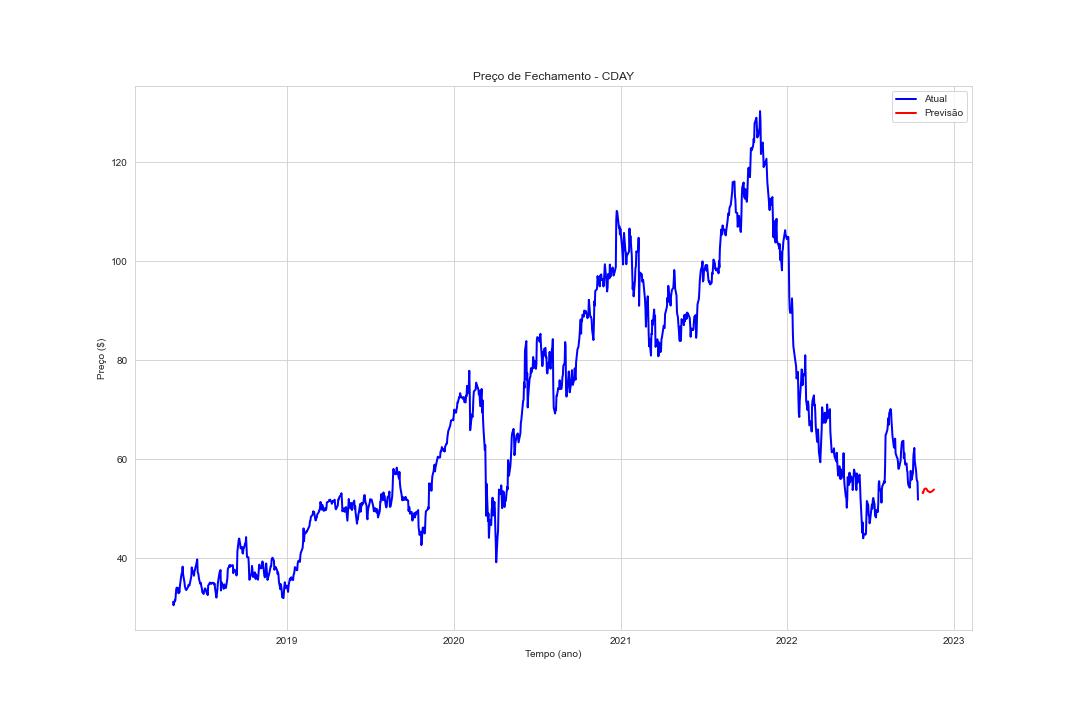 Preço de Fechamento - CDAY
Atual
Previsão
120
100
80
60
40
Preço ($)
2019
2020
2021
2022
2023
Tempo (ano)